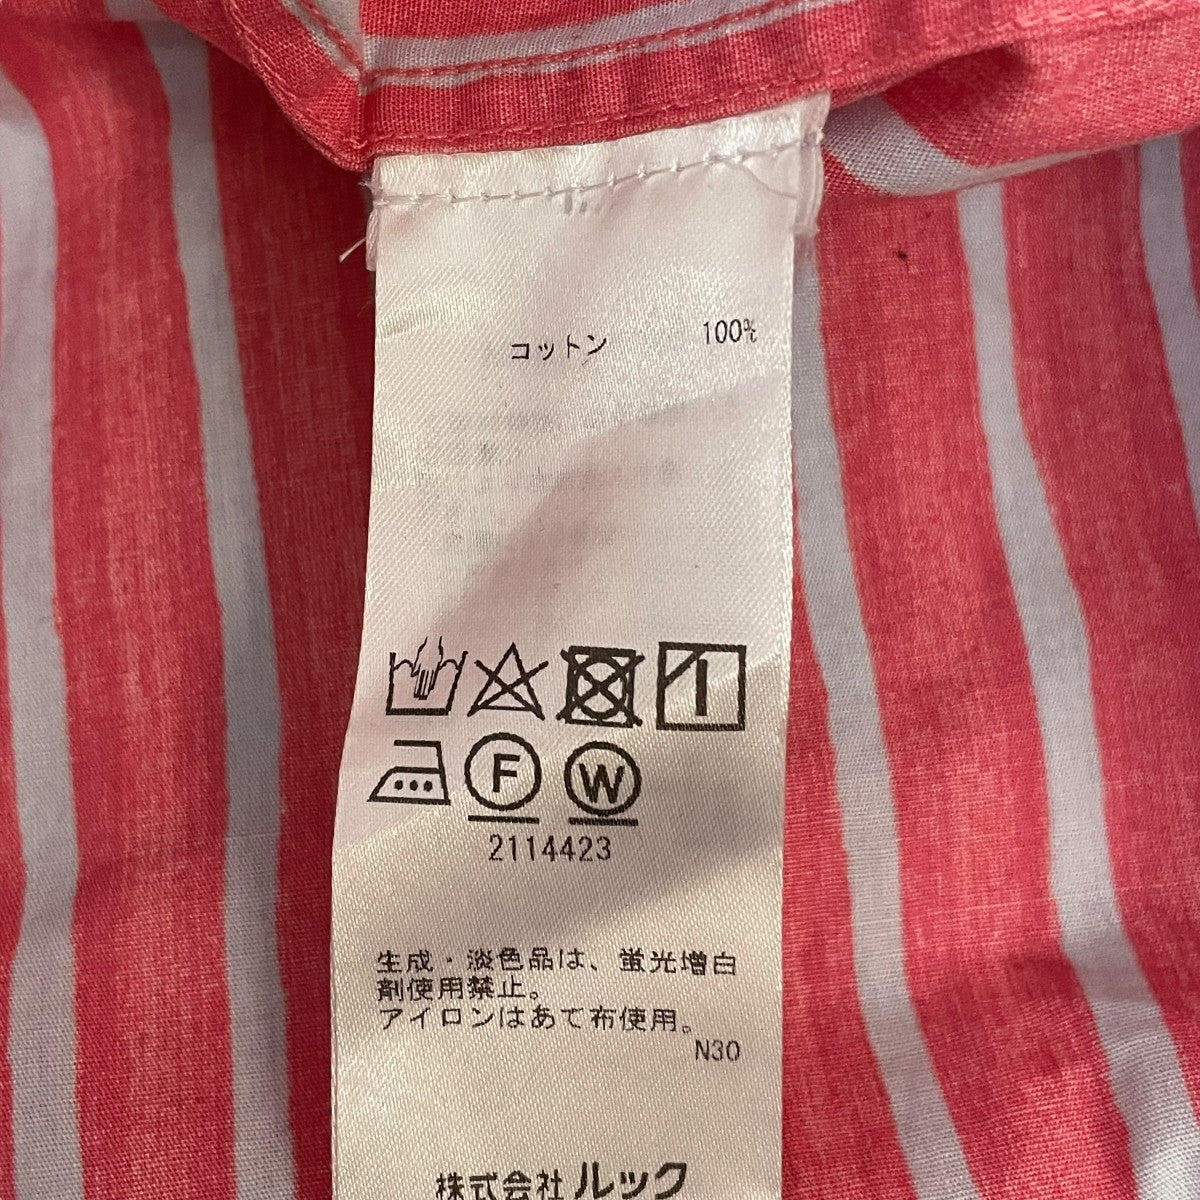 コットン 100%
F W
2114423
生成・淡色品は、蛍光増白
剤使用禁止。
アイロンはあて布使用。
N30
株式会社ルック